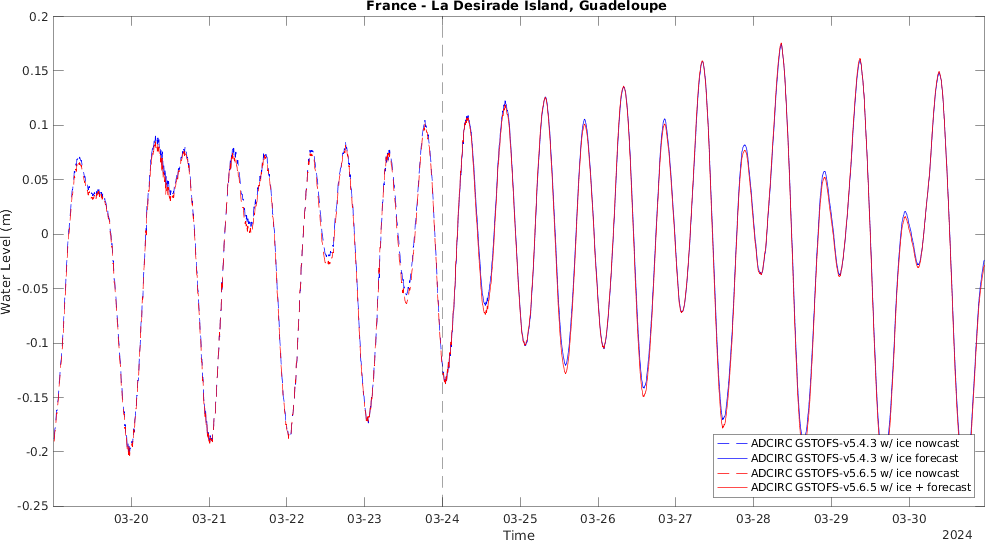 France - La Desirade Island, Guadeloupe
0.2
0.15
0.1
0.05
0
-0.05
-0.1
-0.15
-0.2
-0.25
Water Level (m)
ADCIRC GSTOFS-v5.4.3 w/ ice nowcast
ADCIRC GSTOFS-v5.4.3 w/ ice forecast
ADCIRC GSTOFS-v5.6.5 w/ ice nowcast
ADCIRC GSTOFS-v5.6.5 w/ ice + forecast
03-20 03-21 03-22 03-23 03-24 03-25 03-26 03-27 03-28 03-29 03-30
Time
2024